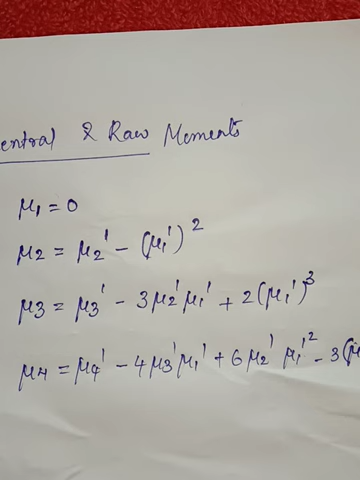 entral & Raw Moments
μ₁ = 0
μ₂ = μ₂' - (μ₁')²
μ₃ = μ₃' - 3μ₂'μ₁' + 2(μ₁')³
μ₄ = μ₄' - 4μ₃'μ₁' + 6μ₂' μ₁'² - 3(μ